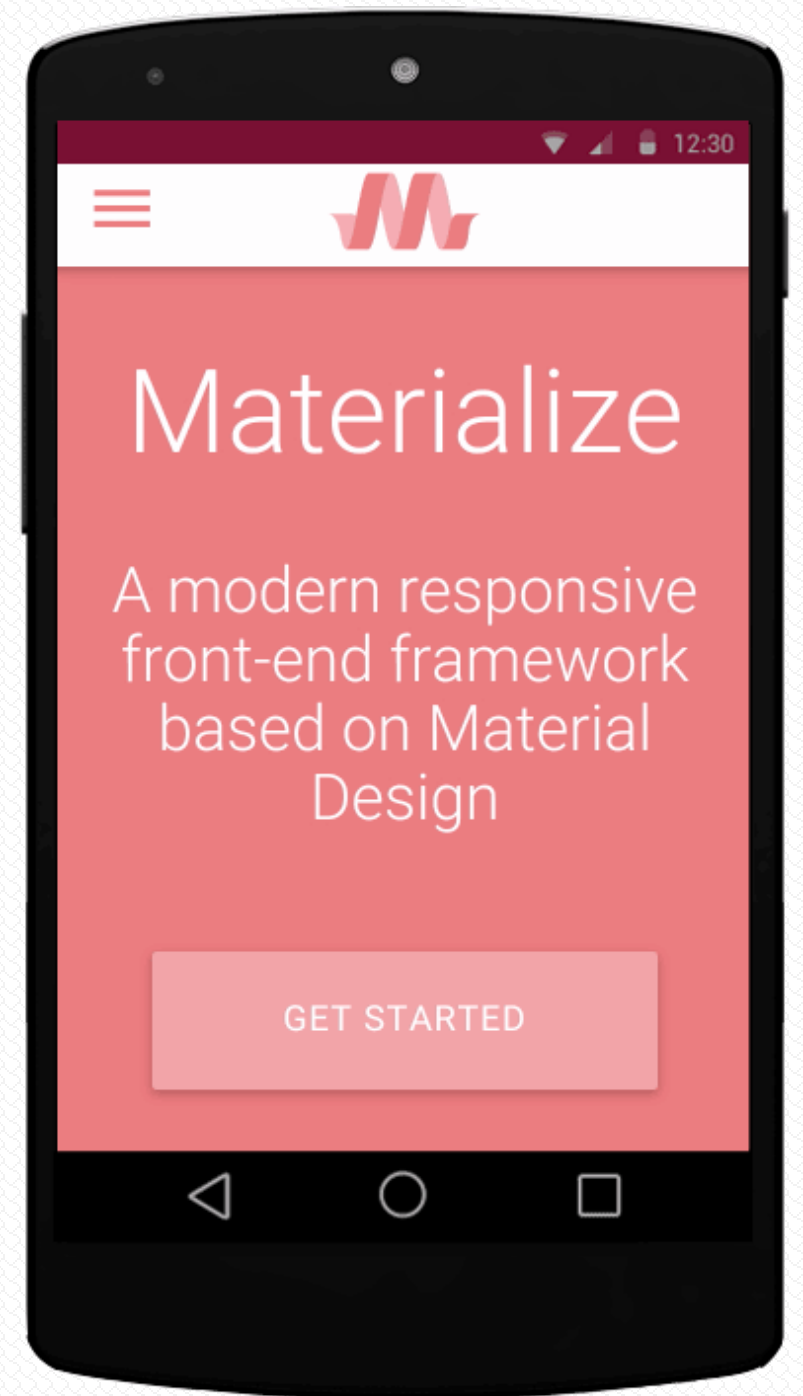 12:30
Materialize
A modern responsive
front-end framework
based on Material
Design
GET STARTED